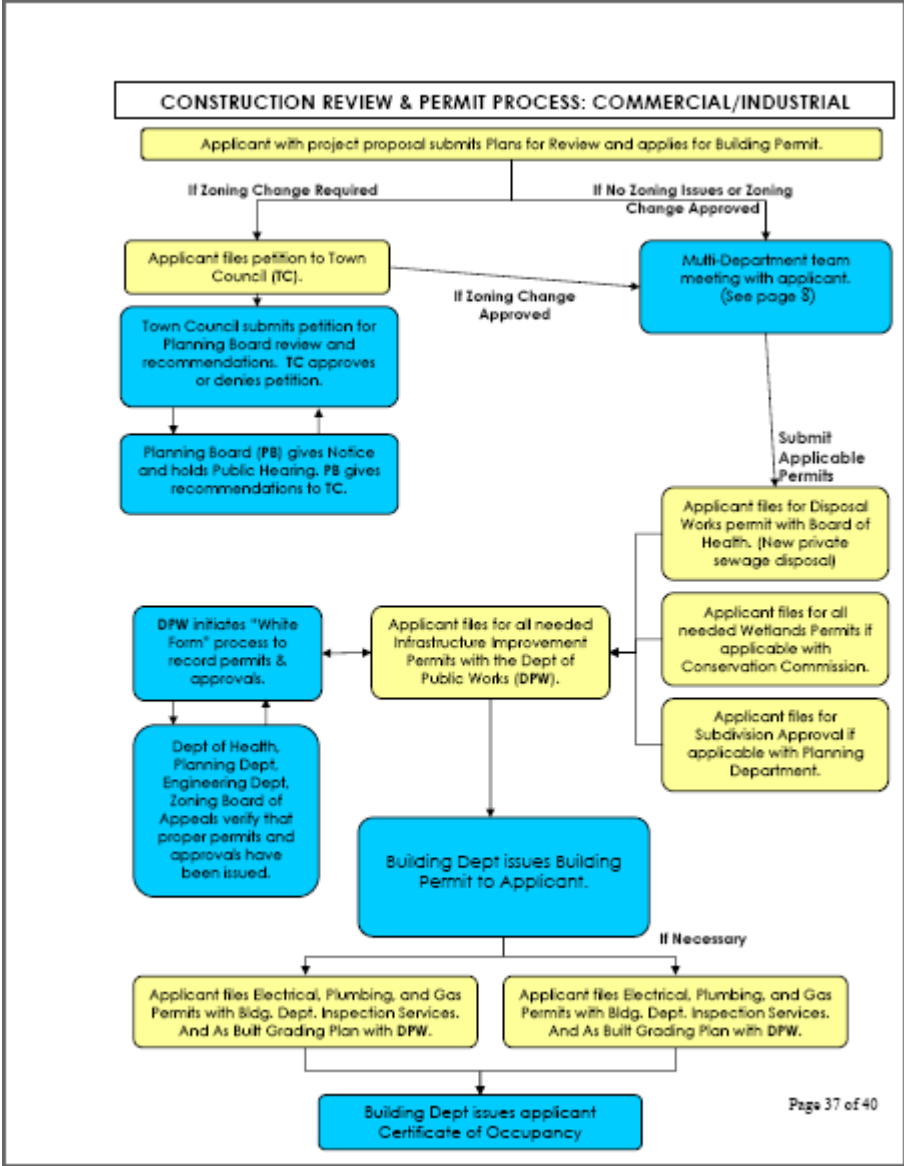 CONSTRUCTION REVIEW & PERMIT PROCESS: COMMERCIAL/INDUSTRIAL
Applicant with project proposal submits Plans for Review and applies for Building Permit.
If Zoning Change Required
If No Zoning Issues or Zoning
Change Approved
Applicant files petition to Town
Council (TC).
Multi-Department team
meeting with applicant.
(See page 8)
If Zoning Change
Approved
Town Council submits petition for
Planning Board review and
recommendations. TC approves
or denies petition.
Planning Board (PB) gives Notice
and holds Public Hearing. PB gives
recommendations to TC.
Submit
Applicable
Permits
Applicant files for Disposal
Works permit with Board of
Health. (New private
sewage disposal)
DPW initiates "White
Form" process to
record permits &
approvals.
Applicant files for all needed
Infrastructure Improvement
Permits with the Dept of
Public Works (DPW).
Applicant files for all
needed Wetlands Permits if
applicable with
Conservation Commission.
Applicant files for
Subdivision Approval if
applicable with Planning
Department.
Dept of Health,
Planning Dept,
Engineering Dept,
Zoning Board of
Appeals verify that
proper permits and
approvals have
been issued.
Building Dept issues Building
Permit to Applicant.
If Necessary
Applicant files Electrical, Plumbing, and Gas
Permits with Bldg. Dept. Inspection Services.
And As Built Grading Plan with DPW.
Applicant files Electrical, Plumbing, and Gas
Permits with Bldg. Dept. Inspection Services.
And As Built Grading Plan with DPW.
Building Dept issues applicant
Certificate of Occupancy
Page 37 of 40